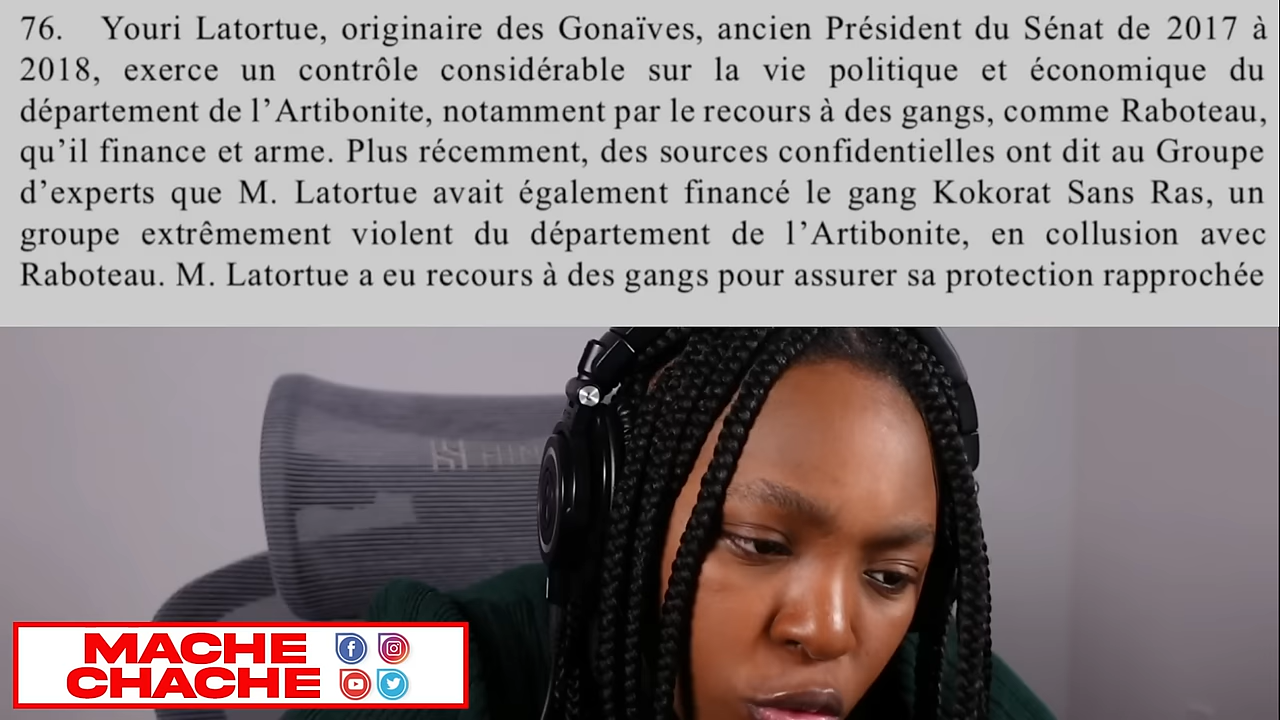 76. Youri Latortue, originaire des Gonaïves, ancien Président du Sénat de 2017 à
2018, exerce un contrôle considérable sur la vie politique et économique du
département de l’Artibonite, notamment par le recours à des gangs, comme Raboteau,
qu’il finance et arme. Plus récemment, des sources confidentielles ont dit au Groupe
d’experts que M. Latortue avait également financé le gang Kokorat Sans Ras, un
groupe extrêmement violent du département de l’Artibonite, en collusion avec
Raboteau. M. Latortue a eu recours à des gangs pour assurer sa protection rapprochée
MACHE
CHACHE